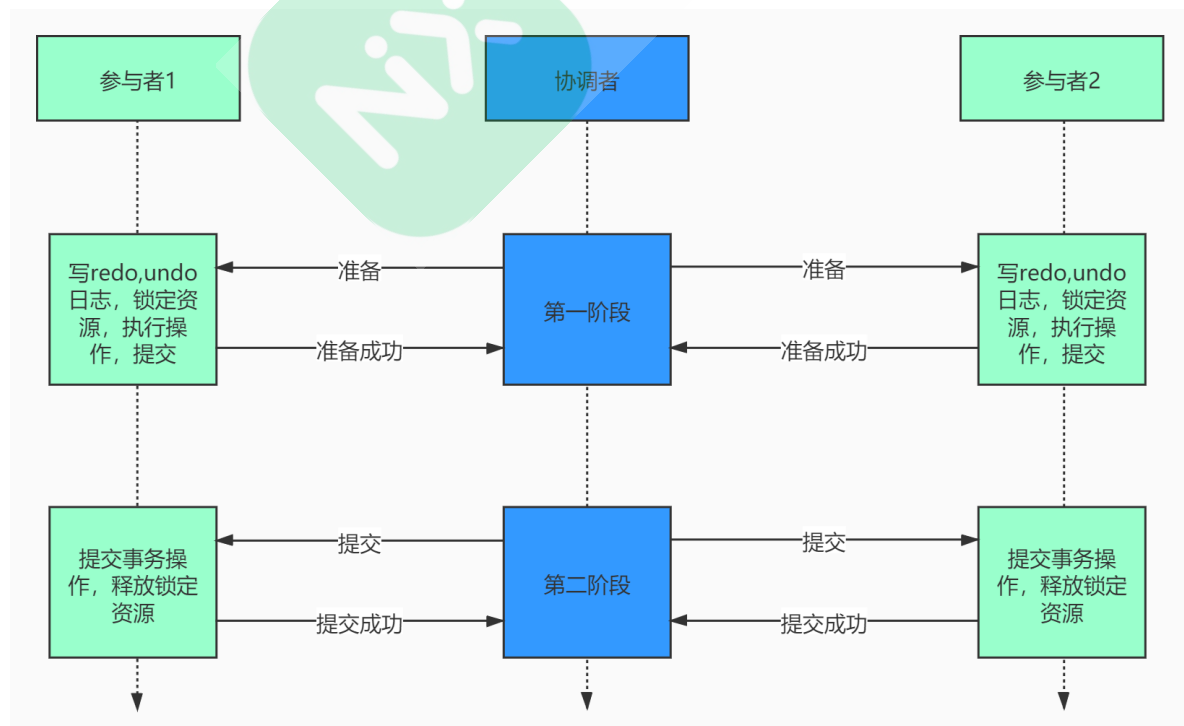 参与者1
协调者
参与者2
写redo,undo
日志，锁定资
源，执行操
作，提交
准备
准备成功
第一阶段
准备
准备成功
写redo,undo
日志，锁定资
源，执行操
作，提交
提交事务操
作，释放锁定
资源
提交
提交成功
第二阶段
提交
提交成功
提交事务操
作，释放锁定
资源